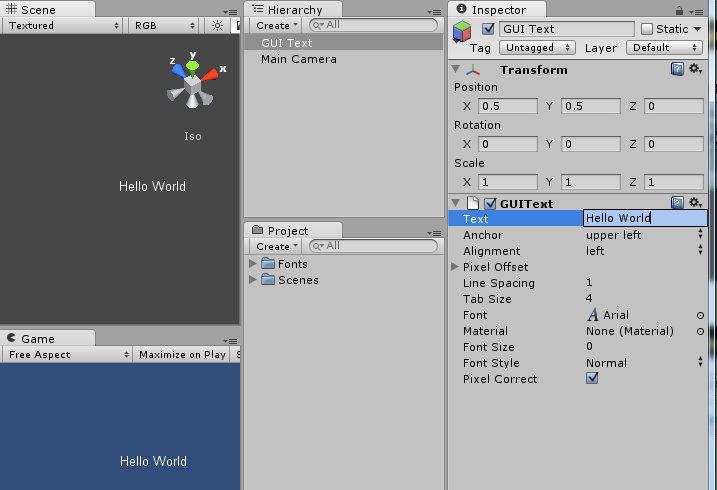 Scene
Textured RGB
y
z x
Iso
Hello World
Game
Free Aspect Maximize on Play S
Hello World
Hierarchy
Create All
GUI Text
Main Camera
Project
Create All
Fonts
Scenes
Inspector
GUI Text Static
Tag Untagged Layer Default
Transform
Position
X 0.5 Y 0.5 Z 0
Rotation
X 0 Y 0 Z 0
Scale
X 1 Y 1 Z 1
GUIText
Text Hello World
Anchor upper left
Alignment left
Pixel Offset
Line Spacing 1
Tab Size 4
Font A Arial
Material None (Material)
Font Size 0
Font Style Normal
Pixel Correct